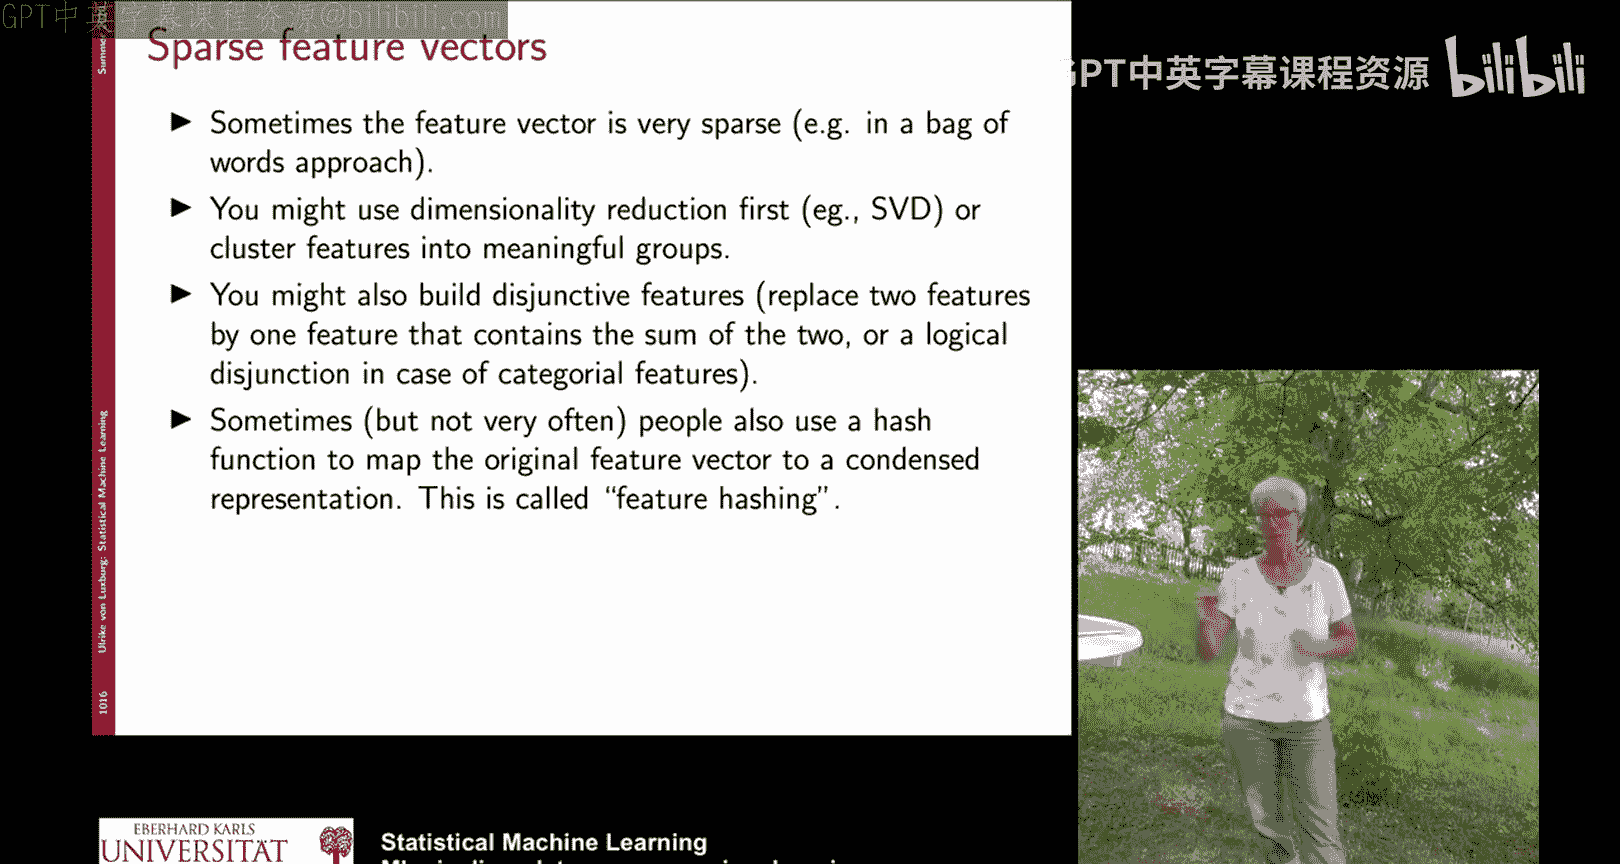 GPT中英字幕课程资源@bilibili.com
Sparse feature vectors
GPT中英字幕课程资源 bilibili
▶ Sometimes the feature vector is very sparse (e.g. in a bag of
words approach).
▶ You might use dimensionality reduction first (eg., SVD) or
cluster features into meaningful groups.
▶ You might also build disjunctive features (replace two features
by one feature that contains the sum of the two, or a logical
disjunction in case of categorial features).
▶ Sometimes (but not very often) people also use a hash
function to map the original feature vector to a condensed
representation. This is called “feature hashing”.
Ulrike von Luxburg: Statistical Machine Learning
1016
EBERHARD KARLS
UNIVERSITÄT
Statistical Machine Learning